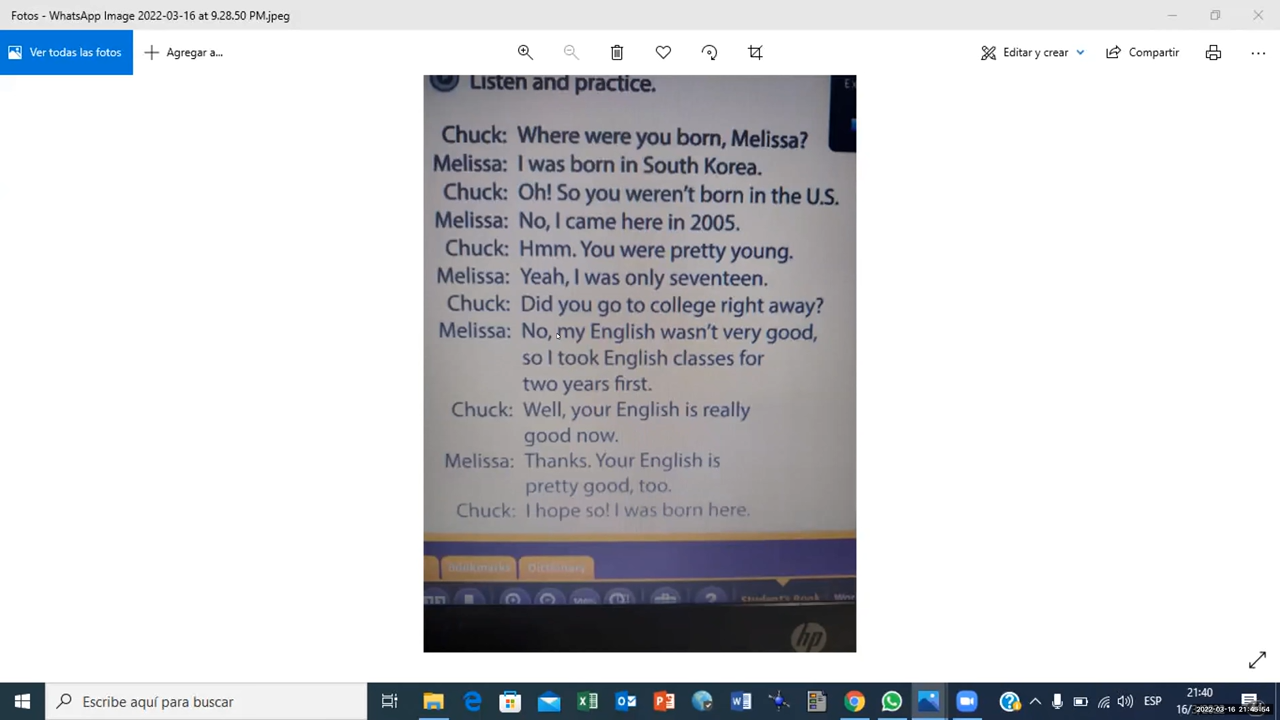 Fotos - WhatsApp Image 2022-03-16 at 9.28.50 PM.jpeg
Ver todas las fotos
Agregar a...
Editar y crear
Compartir
Listen and practice.
Chuck: Where were you born, Melissa?
Melissa: I was born in South Korea.
Chuck: Oh! So you weren't born in the U.S.
Melissa: No, I came here in 2005.
Chuck: Hmm. You were pretty young.
Melissa: Yeah, I was only seventeen.
Chuck: Did you go to college right away?
Melissa: No, my English wasn't very good,
so I took English classes for
two years first.
Chuck: Well, your English is really
good now.
Melissa: Thanks. Your English is
pretty good, too.
Chuck: I hope so! I was born here.
Bookmarks Dictionary
Student's Book
hp
Escribe aquí para buscar
ESP
21:40